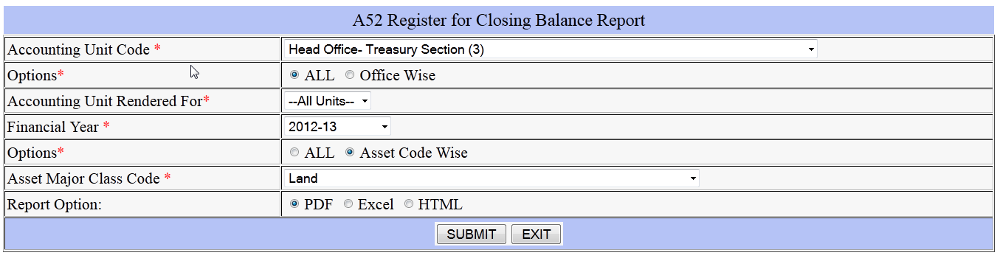 A52 Register for Closing Balance Report
Accounting Unit Code * Head Office- Treasury Section (3)
Options* ALL Office Wise
Accounting Unit Rendered For* --All Units--
Financial Year * 2012-13
Options* ALL Asset Code Wise
Asset Major Class Code * Land
Report Option: PDF Excel HTML
SUBMIT EXIT